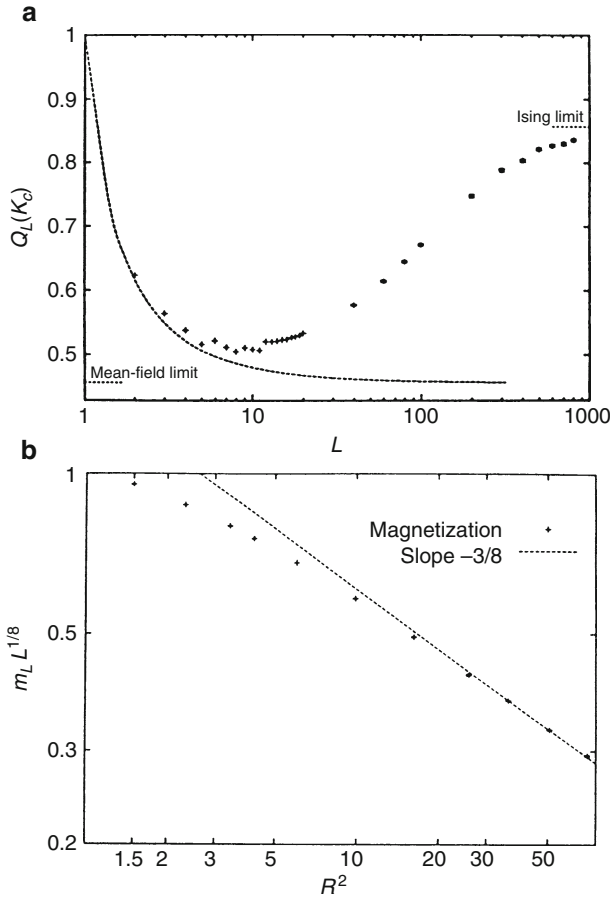 a
1
0.9
0.8
0.7
0.6
0.5
Q_L(K_c)
Ising limit
Mean-field limit
1 10 100 1000
L
b
1
0.5
0.3
0.2
m_L L^{1/8}
Magnetization
Slope −3/8
1.5 2 3 5 10 20 30 50
R^2